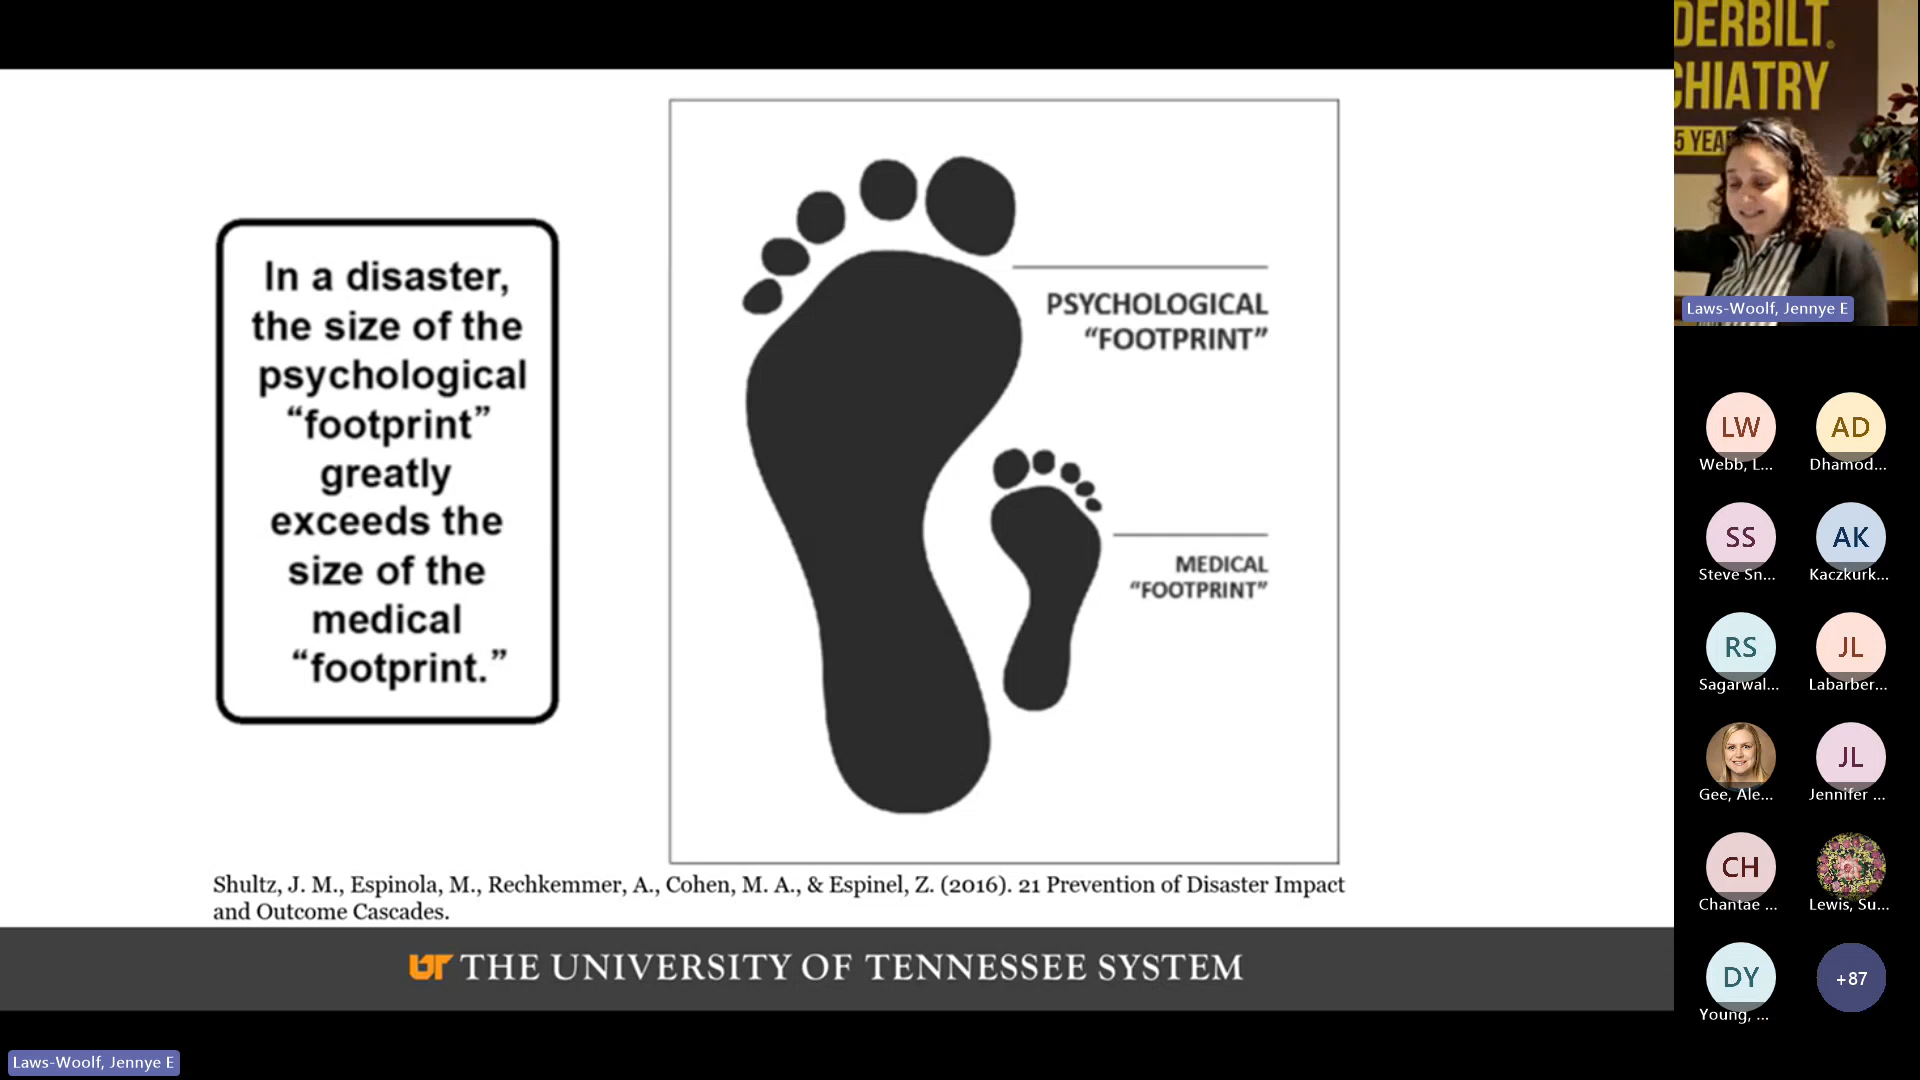 In a disaster,
the size of the
psychological
“footprint”
greatly
exceeds the
size of the
medical
“footprint.”
PSYCHOLOGICAL
“FOOTPRINT”
MEDICAL
“FOOTPRINT”
Shultz, J. M., Espinola, M., Rechkemmer, A., Cohen, M. A., & Espinel, Z. (2016). 21 Prevention of Disaster Impact
and Outcome Cascades.
UT THE UNIVERSITY OF TENNESSEE SYSTEM
Laws-Woolf, Jennye E
DERBILT
CHIATRY
5 YEA
Laws-Woolf, Jennye E
LW
Webb, L...
AD
Dhamod...
SS
Steve Sn...
AK
Kaczkurk...
RS
Sagarwal...
JL
Labarber...
Gee, Ale...
JL
Jennifer ...
CH
Chantae ...
Lewis, Su...
DY
Young, ...
+87